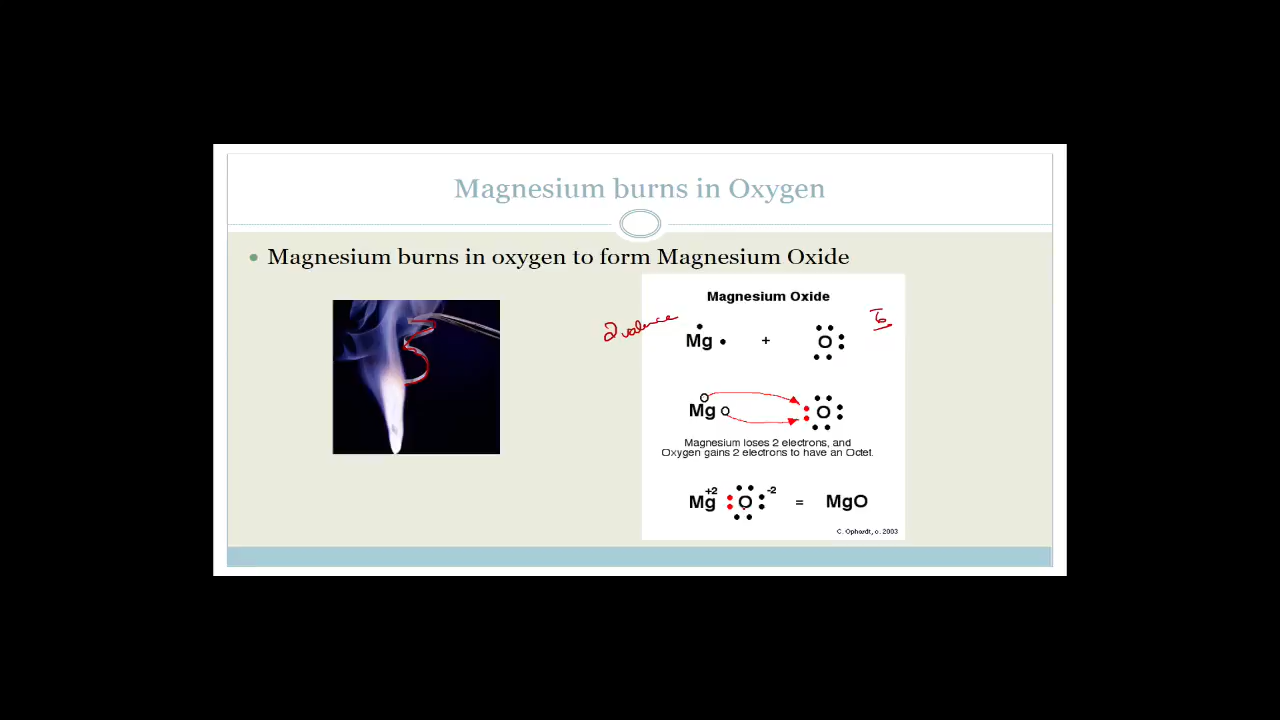 Magnesium burns in Oxygen
Magnesium burns in oxygen to form Magnesium Oxide
Magnesium Oxide
2 valence
6
Mg + O
Mg O
Magnesium loses 2 electrons, and
Oxygen gains 2 electrons to have an Octet.
Mg +2 O -2 = MgO
C. Ophardt, c. 2003